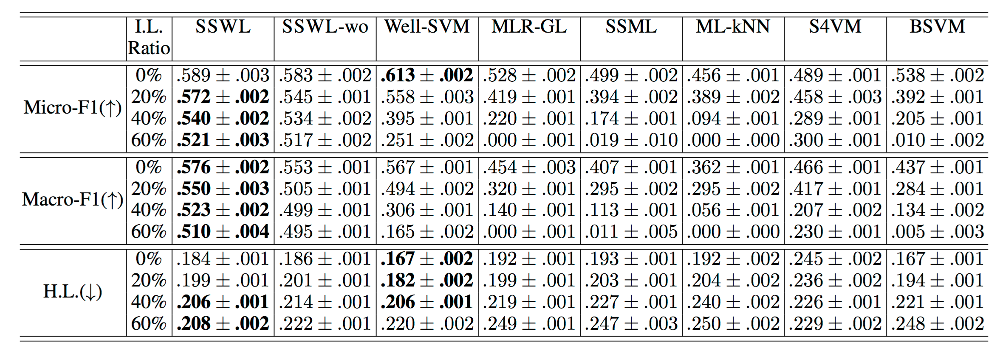 I.L. Ratio SSWL SSWL-wo Well-SVM MLR-GL SSML ML-kNN S4VM BSVM
Micro-F1(↑)
0% .589 ± .003 .583 ± .002 .613 ± .002 .528 ± .002 .499 ± .002 .456 ± .001 .489 ± .001 .538 ± .002
20% .572 ± .002 .545 ± .001 .558 ± .003 .419 ± .001 .394 ± .002 .389 ± .002 .458 ± .003 .392 ± .001
40% .540 ± .002 .534 ± .002 .395 ± .001 .220 ± .001 .174 ± .001 .094 ± .001 .289 ± .001 .205 ± .001
60% .521 ± .003 .517 ± .002 .251 ± .002 .000 ± .001 .019 ± .010 .000 ± .000 .300 ± .001 .010 ± .002
Macro-F1(↑)
0% .576 ± .002 .553 ± .001 .567 ± .001 .454 ± .003 .407 ± .001 .362 ± .001 .466 ± .001 .437 ± .001
20% .550 ± .003 .505 ± .001 .494 ± .002 .320 ± .001 .295 ± .002 .295 ± .002 .417 ± .001 .284 ± .001
40% .523 ± .002 .499 ± .001 .306 ± .001 .140 ± .001 .113 ± .001 .056 ± .001 .207 ± .002 .134 ± .002
60% .510 ± .004 .495 ± .001 .165 ± .002 .000 ± .001 .011 ± .005 .000 ± .000 .230 ± .001 .005 ± .003
H.L.(↓)
0% .184 ± .001 .186 ± .001 .167 ± .002 .192 ± .001 .193 ± .001 .192 ± .002 .245 ± .002 .167 ± .001
20% .199 ± .001 .201 ± .001 .182 ± .002 .199 ± .001 .203 ± .001 .204 ± .002 .236 ± .002 .194 ± .001
40% .206 ± .001 .214 ± .001 .206 ± .001 .219 ± .001 .227 ± .001 .240 ± .002 .226 ± .001 .221 ± .001
60% .208 ± .002 .222 ± .001 .220 ± .002 .249 ± .001 .247 ± .003 .250 ± .002 .229 ± .002 .248 ± .002